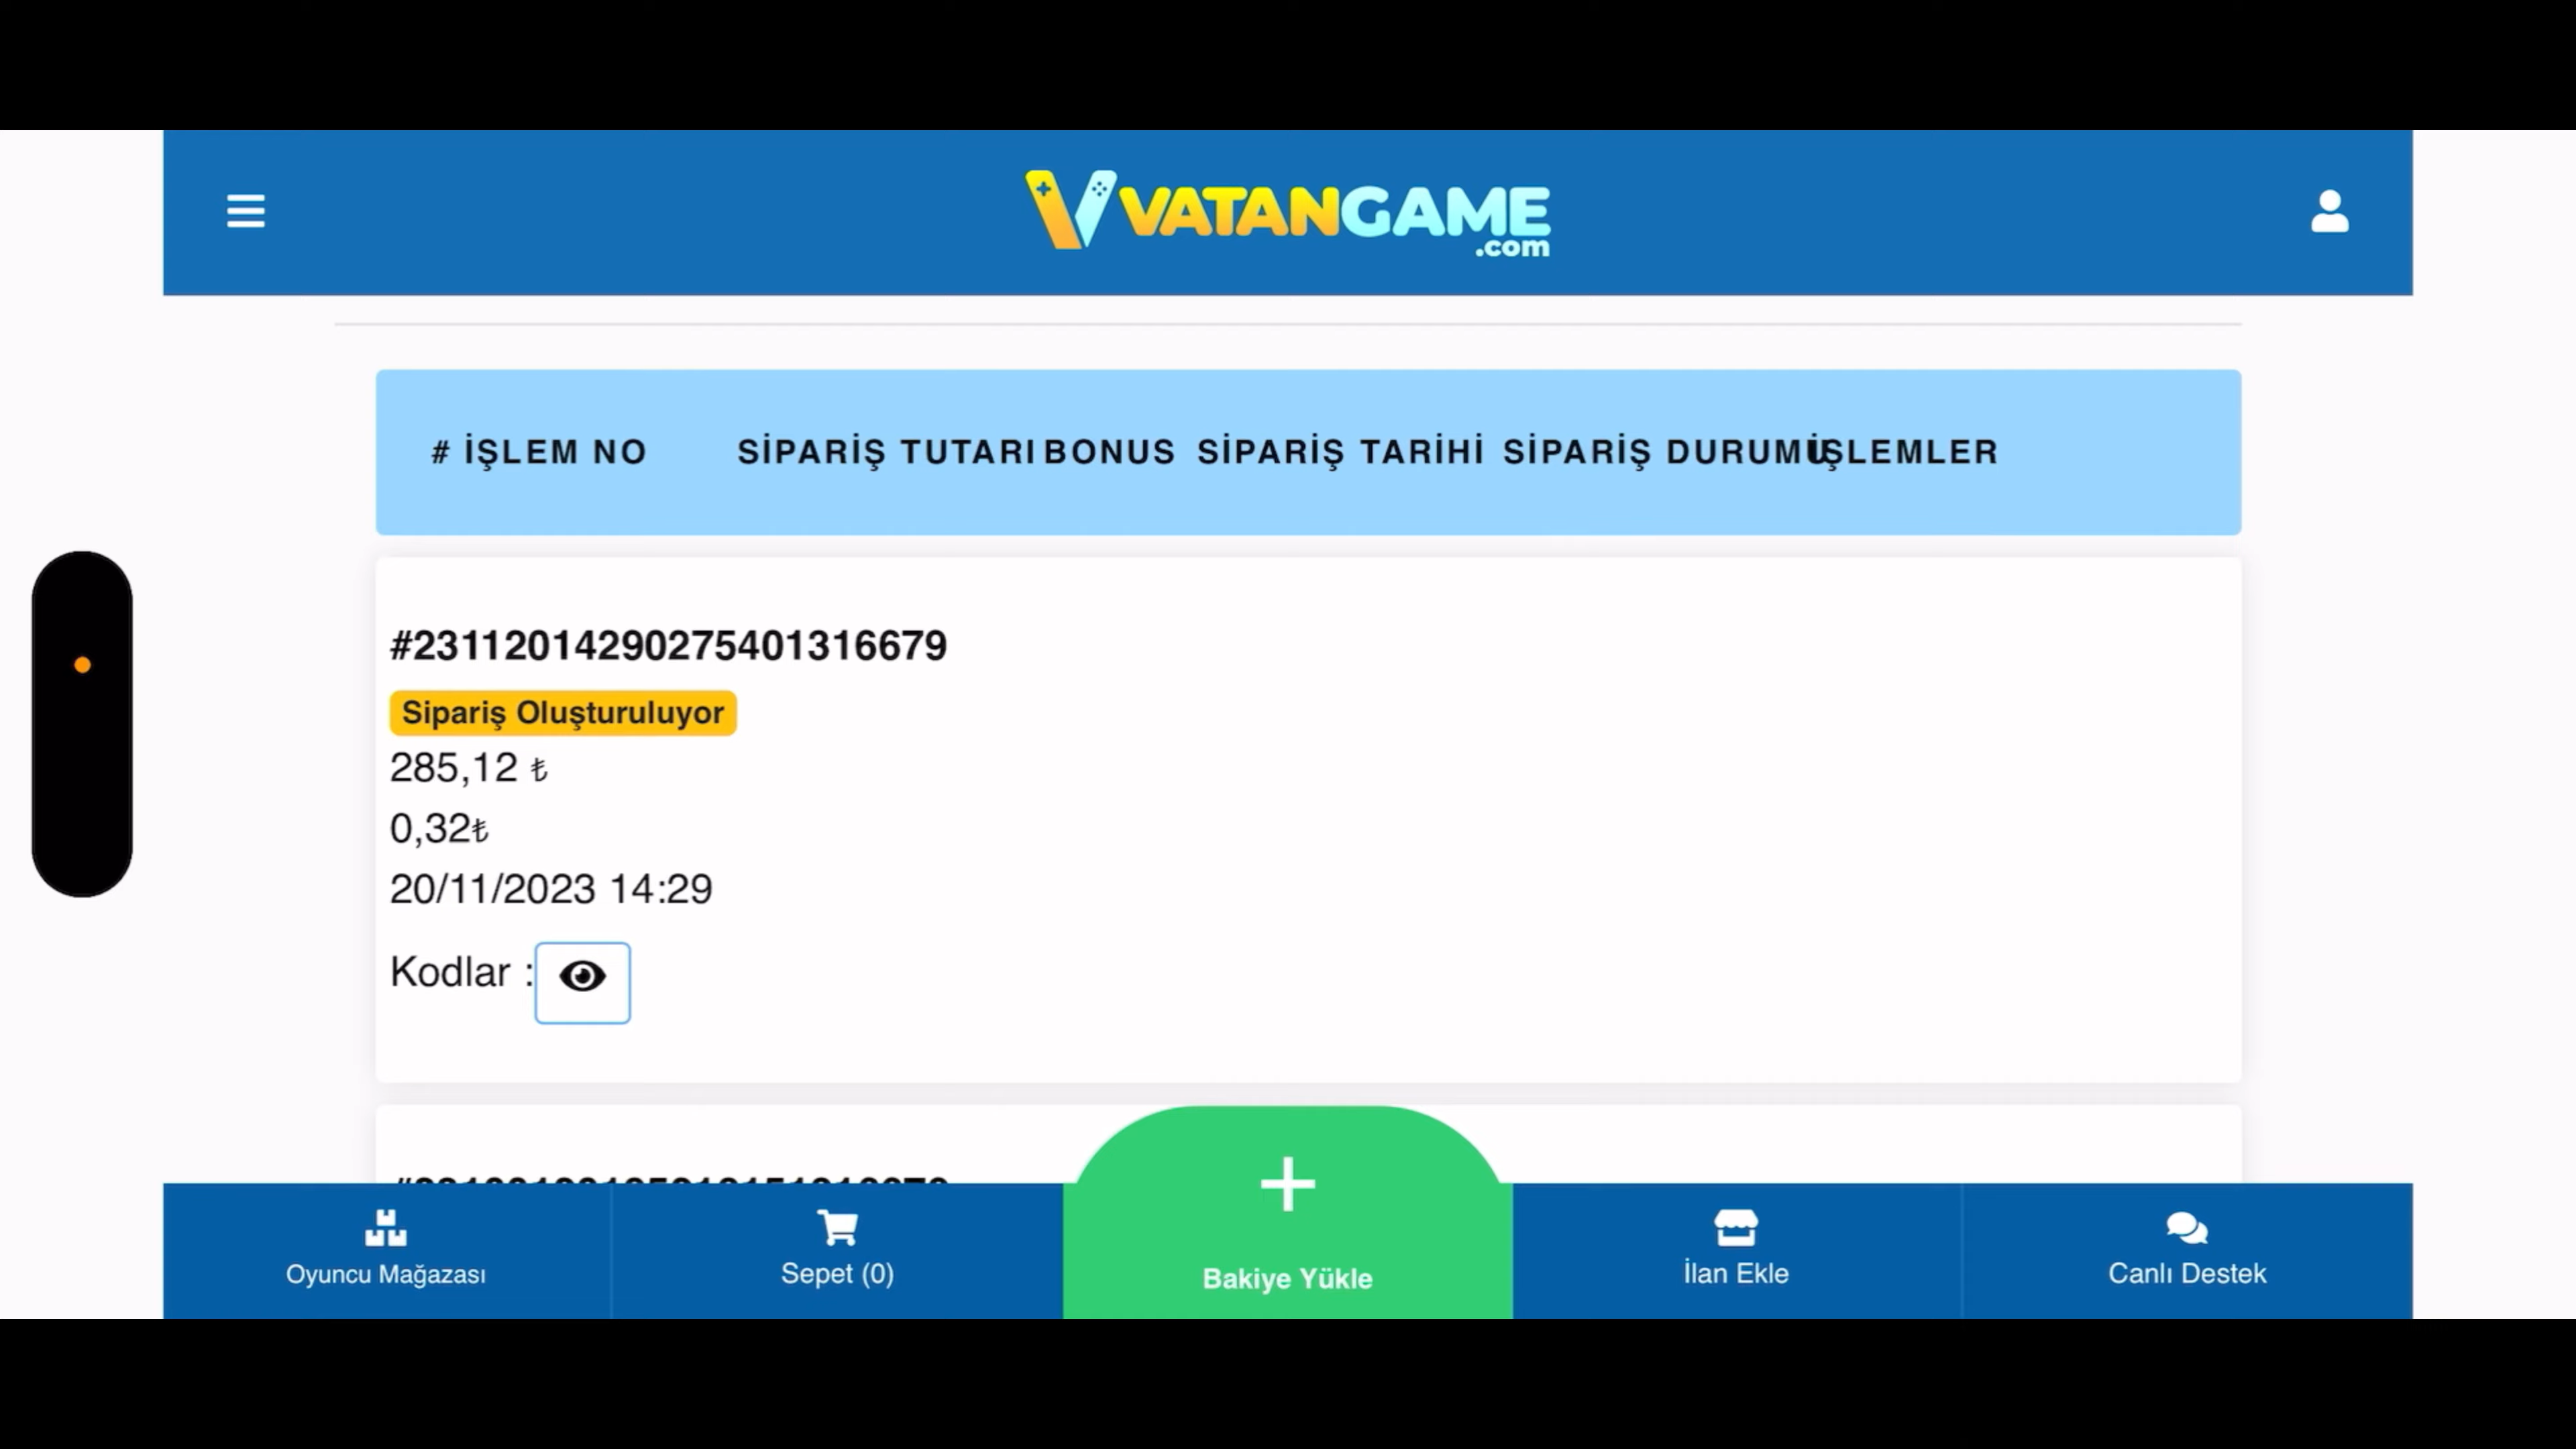 VATANGAME
.com
# İŞLEM NO SİPARİŞ TUTARI BONUS SİPARİŞ TARİHİ SİPARİŞ DURUMU İŞLEMLER
#23112014290275401316679
Sipariş Oluşturuluyor
285,12 ₺
0,32₺
20/11/2023 14:29
Kodlar :
Oyuncu Mağazası
Sepet (0)
Bakiye Yükle
İlan Ekle
Canlı Destek